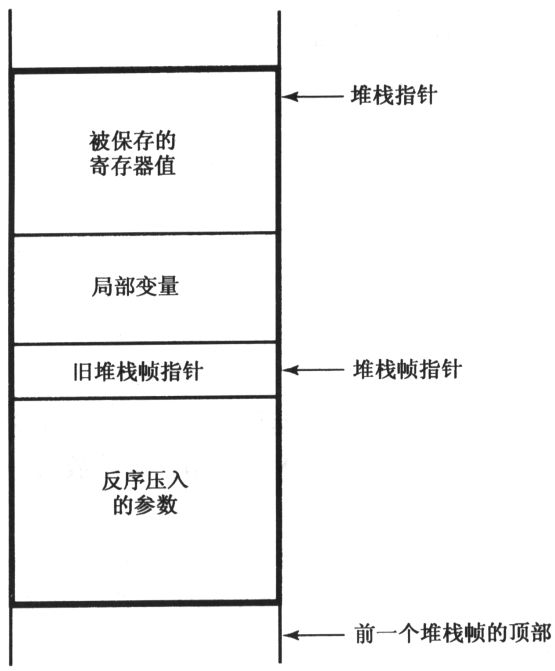 堆栈指针
被保存的
寄存器值
局部变量
旧堆栈帧指针
堆栈帧指针
反序压入
的参数
前一个堆栈帧的顶部